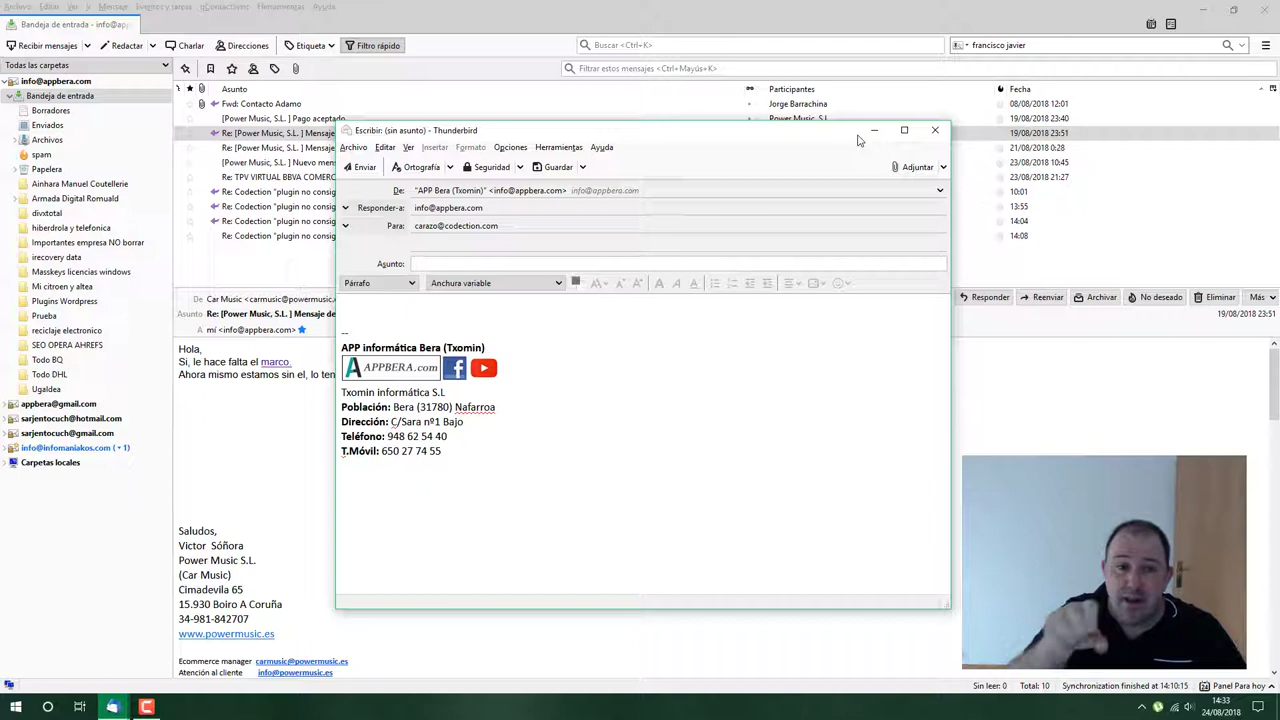 Archivo Editar Ver Ir Mensaje Eventos y tareas gContactSync Herramientas Ayuda
Bandeja de entrada - info@app
Recibir mensajes Redactar Charlar Direcciones Etiqueta Filtro rápido Buscar <Ctrl+K> francisco javier
Todas las carpetas
Filtrar estos mensajes <Ctrl+Mayús+K>
info@appbera.com
Bandeja de entrada
Borradores
Enviados
Archivos
spam
Papelera
Ainhara Manuel Coutellerie
Armada Digital Romuald
divxtotal
hiberdrola y telefonica
Importantes empresa NO borrar
irecovery data
Masskeys licencias windows
Mi citroen y altea
Plugins Wordpress
Prueba
reciclaje electronico
SEO OPERA AHREFS
Todo BQ
Todo DHL
Ugaldea
appbera@gmail.com
sarjentocuch@hotmail.com
sarjentocuch@gmail.com
info@infomaniakos.com ( 1)
Carpetas locales
Asunto Participantes Fecha
Fwd: Contacto Adamo Jorge Barrachina 08/08/2018 12:01
[Power Music, S.L. ] Pago aceptado Power Music, S.L. 19/08/2018 23:40
Re: [Power Music, S.L. ] Mensaje 19/08/2018 23:51
Re: [Power Music, S.L. ] Mensaje 21/08/2018 0:28
[Power Music, S.L. ] Nuevo men 23/08/2018 10:45
Re: TPV VIRTUAL BBVA COMERC 23/08/2018 21:27
Re: Codection "plugin no consig 10:01
Re: Codection "plugin no consig 13:55
Re: Codection "plugin no consig 14:04
Re: Codection "plugin no consig 14:08
Escribir: (sin asunto) - Thunderbird
Archivo Editar Ver Insertar Formato Opciones Herramientas Ayuda
Enviar Ortografía Seguridad Guardar Adjuntar
De: "APP Bera (Txomin)" <info@appbera.com> info@appbera.com
Responder-a: info@appbera.com
Para: carazo@codection.com
Asunto:
Párrafo Anchura variable
--
APP informática Bera (Txomin)
APPBERA.com
Txomin informática S.L
Población: Bera (31780) Nafarroa
Dirección: C/Sara nº1 Bajo
Teléfono: 948 62 54 40
T.Móvil: 650 27 74 55
Responder Reenviar Archivar No deseado Eliminar Más
De Car Music <carmusic@powermusic.
Asunto Re: [Power Music, S.L. ] Mensaje de
19/08/2018 23:51
A mí <info@appbera.com>
Hola,
Si, le hace falta el marco.
Ahora mismo estamos sin el, lo ten
Saludos,
Victor Sóñora
Power Music S.L.
(Car Music)
Cimadevila 65
15.930 Boiro A Coruña
34-981-842707
www.powermusic.es
Ecommerce manager carmusic@powermusic.es
Atención al cliente info@powermusic.es
Sin leer: 0 Total: 10 Synchronization finished at 14:10:15 Panel Para hoy
14:33
24/08/2018